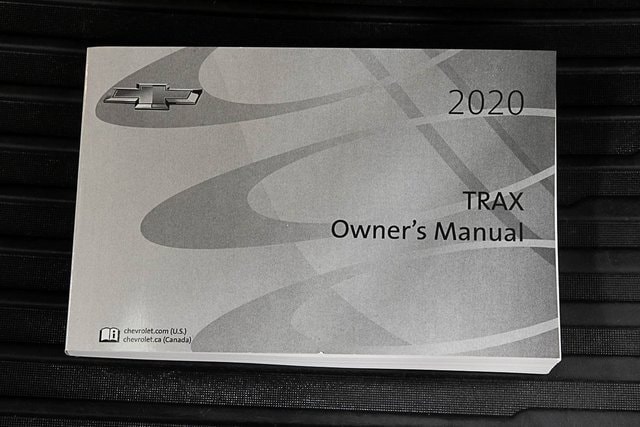 2020
TRAX
Owner's Manual
chevrolet.com (U.S.)
chevrolet.ca (Canada)